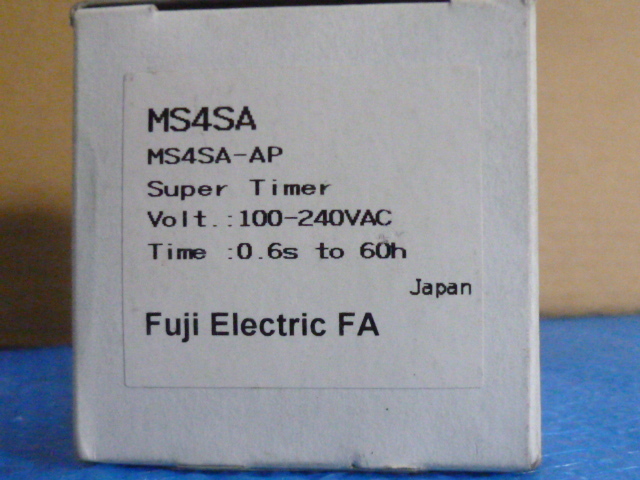 MS4SA
MS4SA-AP
Super Timer
Volt.:100-240VAC
Time :0.6s to 60h
Japan
Fuji Electric FA